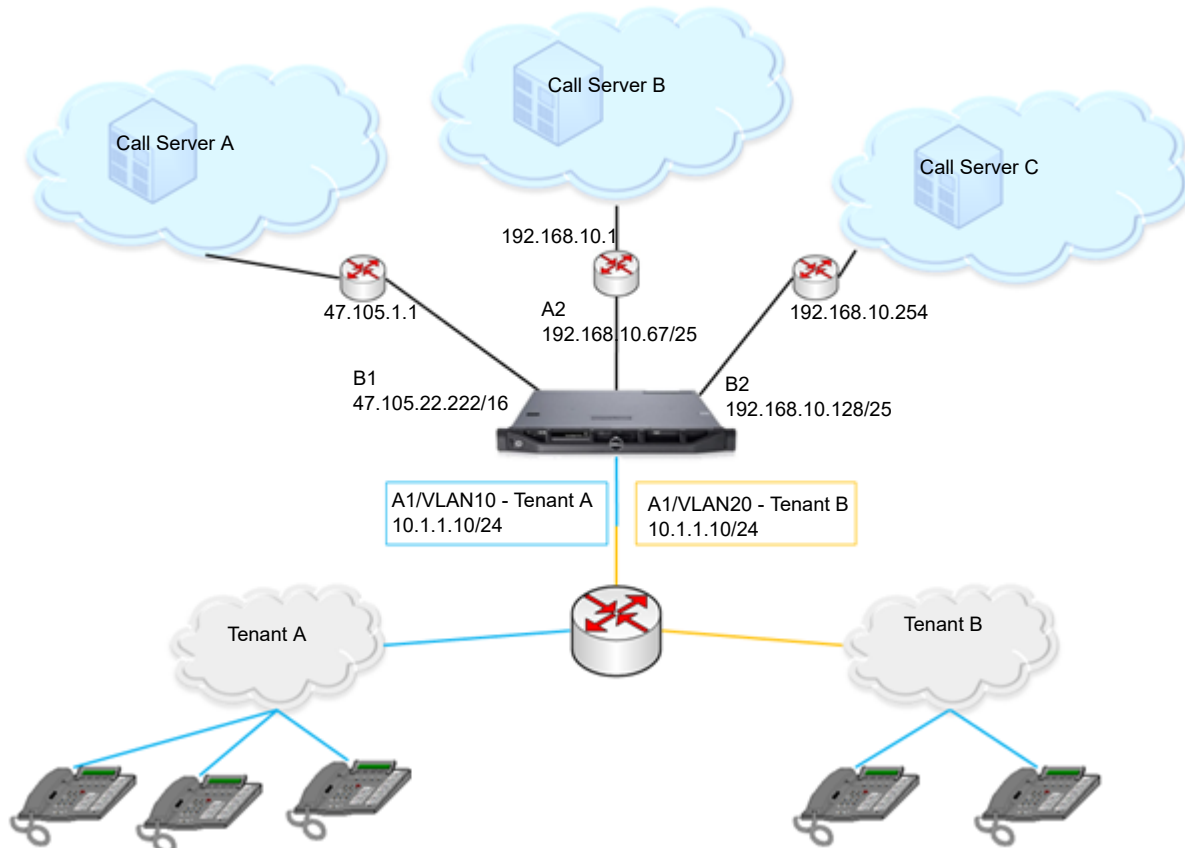 Call Server B
Call Server A
Call Server C
192.168.10.1
47.105.1.1
A2
192.168.10.67/25
192.168.10.254
B1
47.105.22.222/16
B2
192.168.10.128/25
A1/VLAN10 - Tenant A
10.1.1.10/24
A1/VLAN20 - Tenant B
10.1.1.10/24
Tenant A
Tenant B